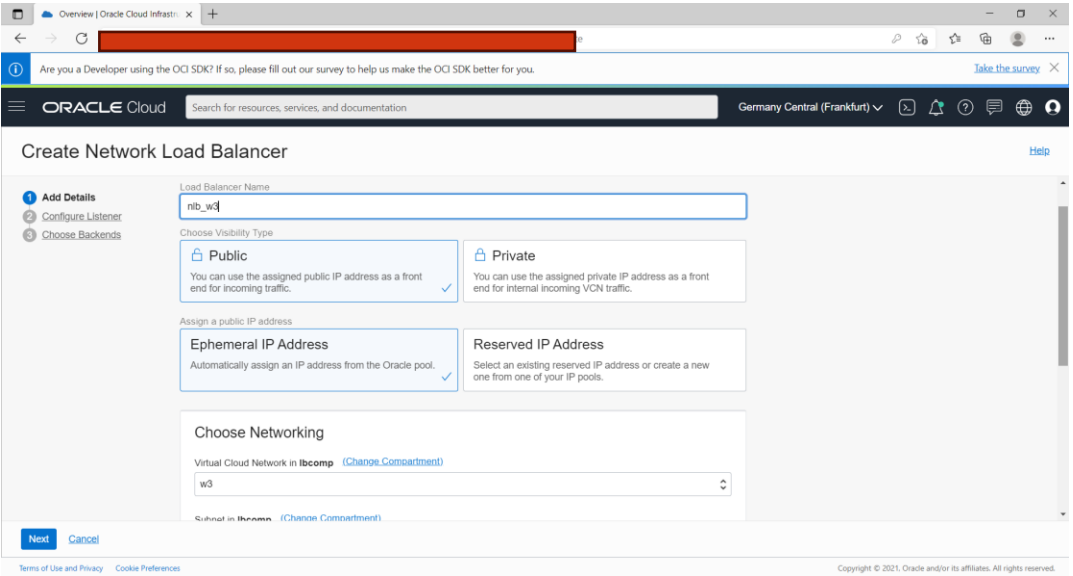 Overview | Oracle Cloud Infrastru
Are you a Developer using the OCI SDK? If so, please fill out our survey to help us make the OCI SDK better for you.
Take the survey
ORACLE Cloud
Search for resources, services, and documentation
Germany Central (Frankfurt)
Create Network Load Balancer
Help
1 Add Details
2 Configure Listener
3 Choose Backends
Load Balancer Name
nlb_w3
Choose Visibility Type
Public
You can use the assigned public IP address as a front
end for incoming traffic.
Private
You can use the assigned private IP address as a front
end for internal incoming VCN traffic.
Assign a public IP address
Ephemeral IP Address
Automatically assign an IP address from the Oracle pool.
Reserved IP Address
Select an existing reserved IP address or create a new
one from one of your IP pools.
Choose Networking
Virtual Cloud Network in lbcomp (Change Compartment)
w3
Subnet in lbcomp (Change Compartment)
Next Cancel
Terms of Use and Privacy Cookie Preferences
Copyright © 2021, Oracle and/or its affiliates. All rights reserved.